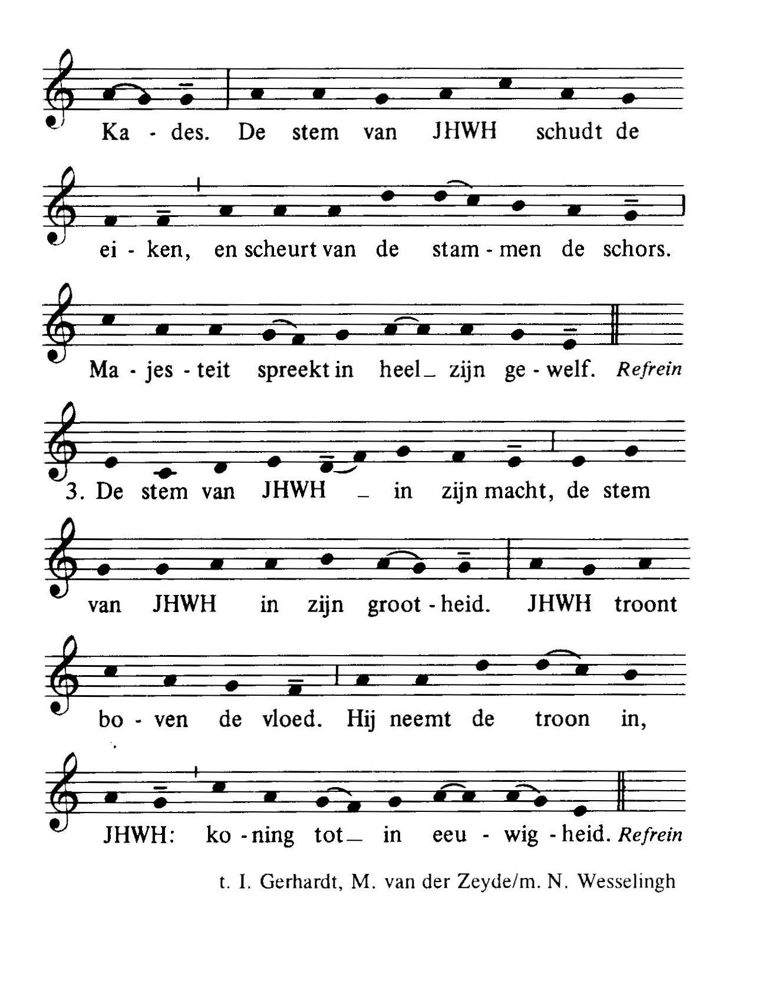 Ka - des. De stem van JHWH schudt de
ei - ken, en scheurt van de stam - men de schors.
Ma - jes - teit spreekt in heel_ zijn ge - welf. Refrein
3. De stem van JHWH _ in zijn macht, de stem
van JHWH in zijn groot - heid. JHWH troont
bo - ven de vloed. Hij neemt de troon in,
JHWH: ko - ning tot_ in eeu - wig - heid. Refrein
t. I. Gerhardt, M. van der Zeyde/m. N. Wesselingh